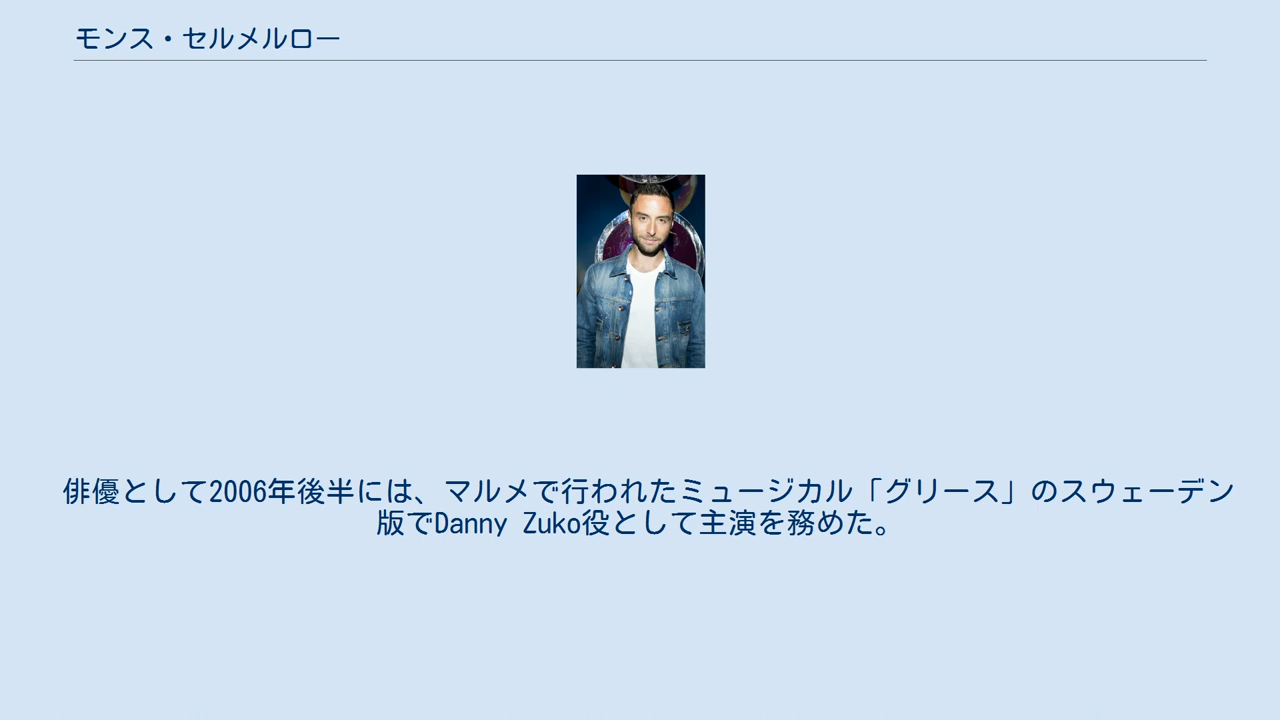 モンス・セルメルロー
俳優として2006年後半には、マルメで行われたミュージカル「グリース」のスウェーデン
版でDanny Zuko役として主演を務めた。